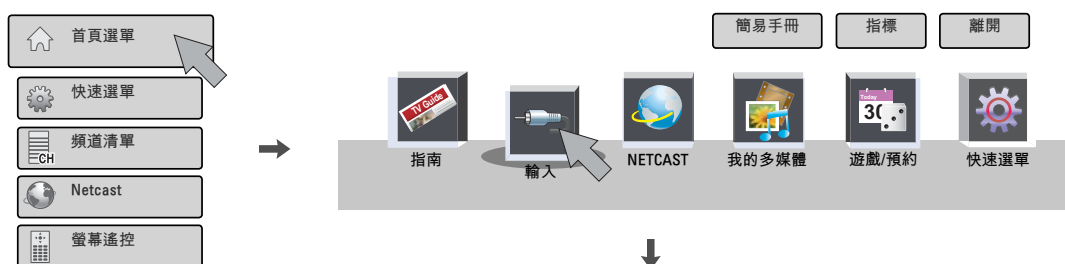 首頁選單
快速選單
頻道清單
CH
Netcast
螢幕遙控
簡易手冊 指標 離開
TV Guide
Today
30
指南 輸入 NETCAST 我的多媒體 遊戲/預約 快速選單